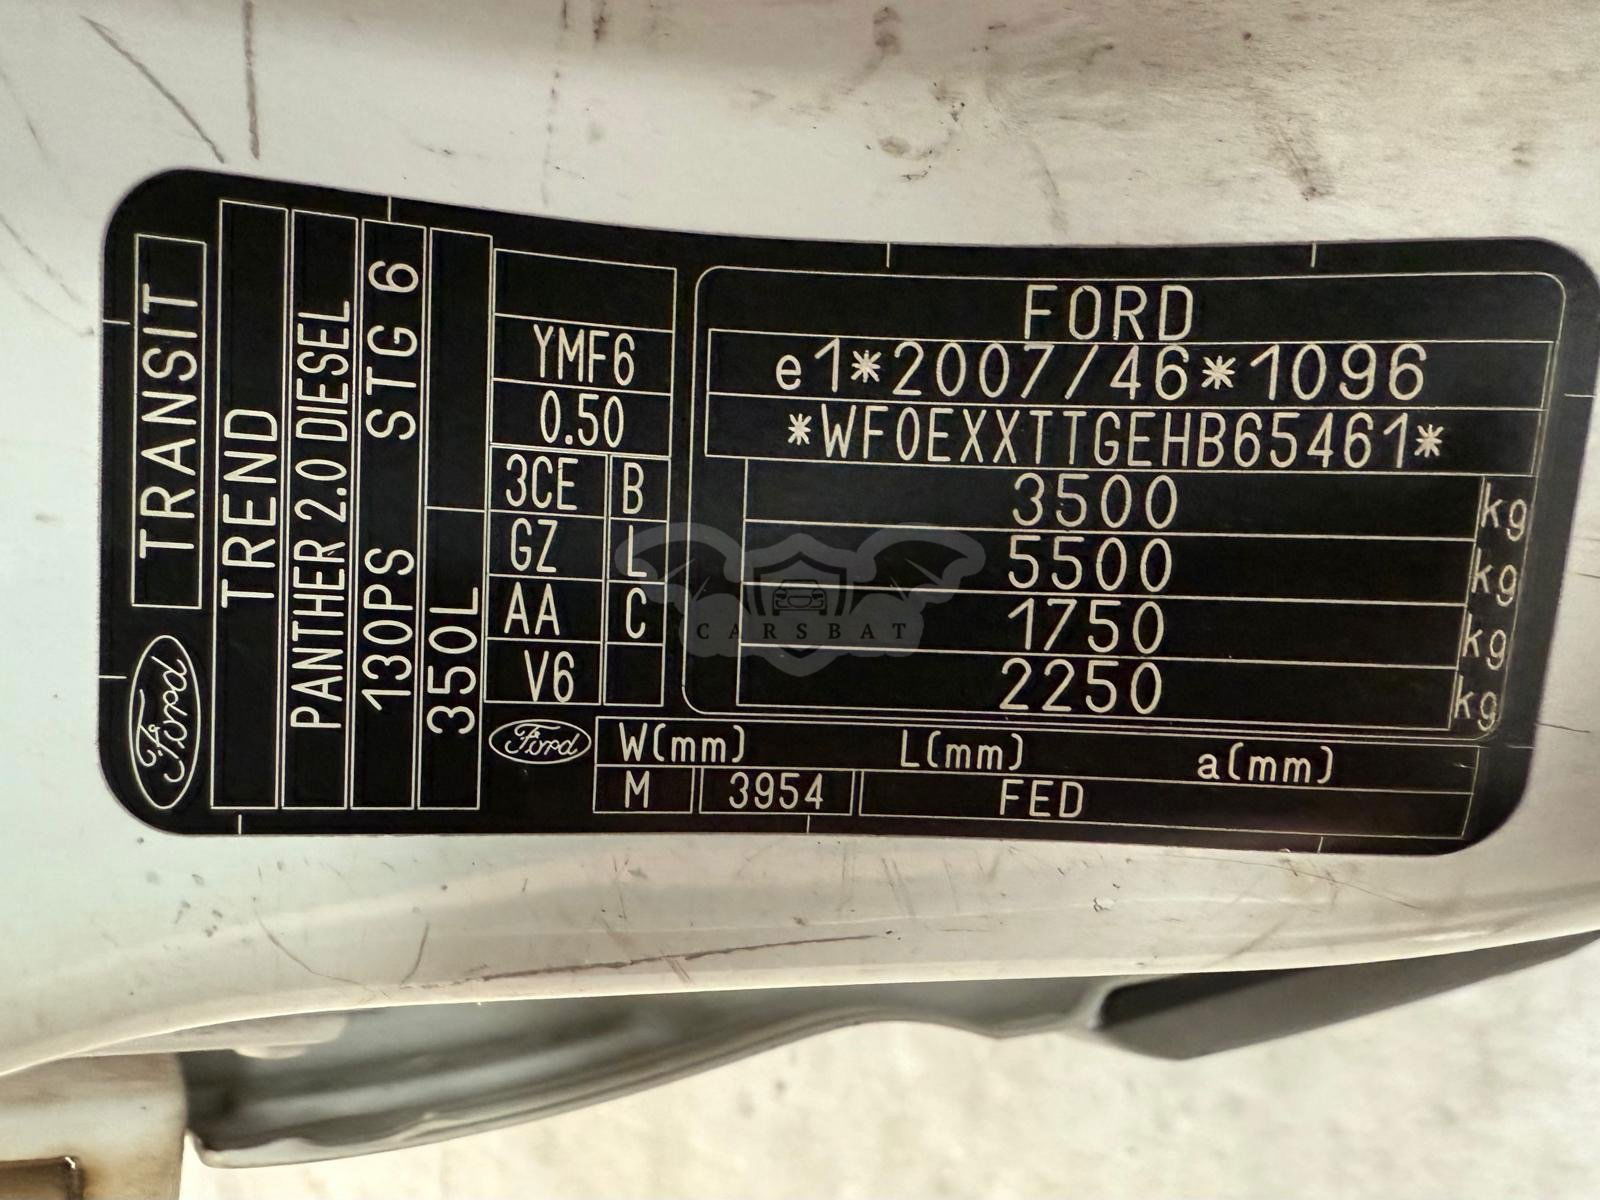 TRANSIT
Ford
TREND
PANTHER 2.0 DIESEL
130PS STG 6
350L
YMF6
0.50
3CE B
GZ L
AA C
V6
FORD
e1*2007/46*1096
*WF0EXXTTGEHB65461*
3500 kg
5500 kg
1750 kg
2250 kg
CARSBAT
Ford W(mm) L(mm) a(mm)
M 3954 FED